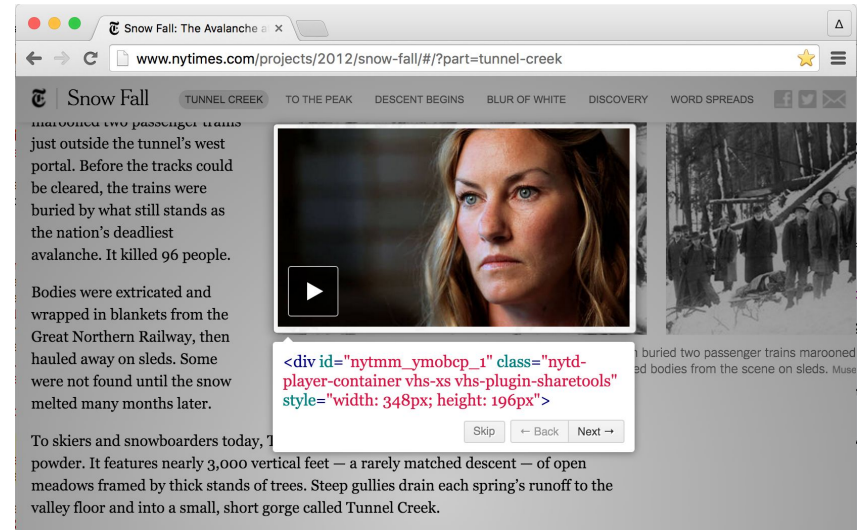 Snow Fall: The Avalanche a
www.nytimes.com/projects/2012/snow-fall/#/?part=tunnel-creek
Snow Fall
TUNNEL CREEK
TO THE PEAK
DESCENT BEGINS
BLUR OF WHITE
DISCOVERY
WORD SPREADS
marooned two passenger trains
just outside the tunnel’s west
portal. Before the tracks could
be cleared, the trains were
buried by what still stands as
the nation’s deadliest
avalanche. It killed 96 people.
Bodies were extricated and
wrapped in blankets from the
Great Northern Railway, then
hauled away on sleds. Some
were not found until the snow
melted many months later.
<div id="nytmm_ymobcp_1" class="nytd-
player-container vhs-xs vhs-plugin-sharetools"
style="width: 348px; height: 196px">
Skip
← Back
Next →
buried two passenger trains marooned
ed bodies from the scene on sleds. Muse
To skiers and snowboarders today, T
powder. It features nearly 3,000 vertical feet — a rarely matched descent — of open
meadows framed by thick stands of trees. Steep gullies drain each spring’s runoff to the
valley floor and into a small, short gorge called Tunnel Creek.